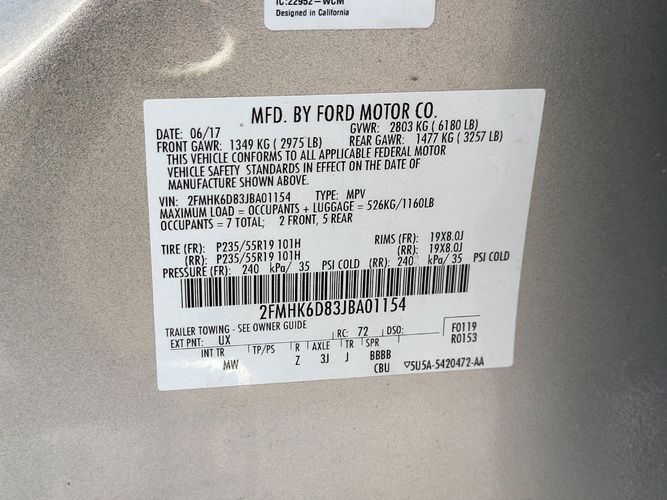 IC:22952-WCM
Designed in California
MFD. BY FORD MOTOR CO.
DATE: 06/17 GVWR: 2803 KG ( 6180 LB)
FRONT GAWR: 1349 KG ( 2975 LB) REAR GAWR: 1477 KG ( 3257 LB)
THIS VEHICLE CONFORMS TO ALL APPLICABLE FEDERAL MOTOR
VEHICLE SAFETY STANDARDS IN EFFECT ON THE DATE OF
MANUFACTURE SHOWN ABOVE.
VIN: 2FMHK6D83JBA01154 TYPE: MPV
MAXIMUM LOAD = OCCUPANTS + LUGGAGE = 526KG/1160LB
OCCUPANTS = 7 TOTAL; 2 FRONT, 5 REAR
TIRE (FR): P235/55R19 101H RIMS (FR): 19X8.0J
(RR): P235/55R19 101H (RR): 19X8.0J
PRESSURE (FR): 240 kPa/ 35 PSI COLD (RR): 240 kPa/ 35 PSI COLD
2FMHK6D83JBA01154
TRAILER TOWING - SEE OWNER GUIDE
EXT PNT: UX RC: 72 DSO: F0119
R0153
INT TR TP/PS R AXLE TR SPR
MW Z 3J J BBBB
CBU ▽5U5A-5420472-AA